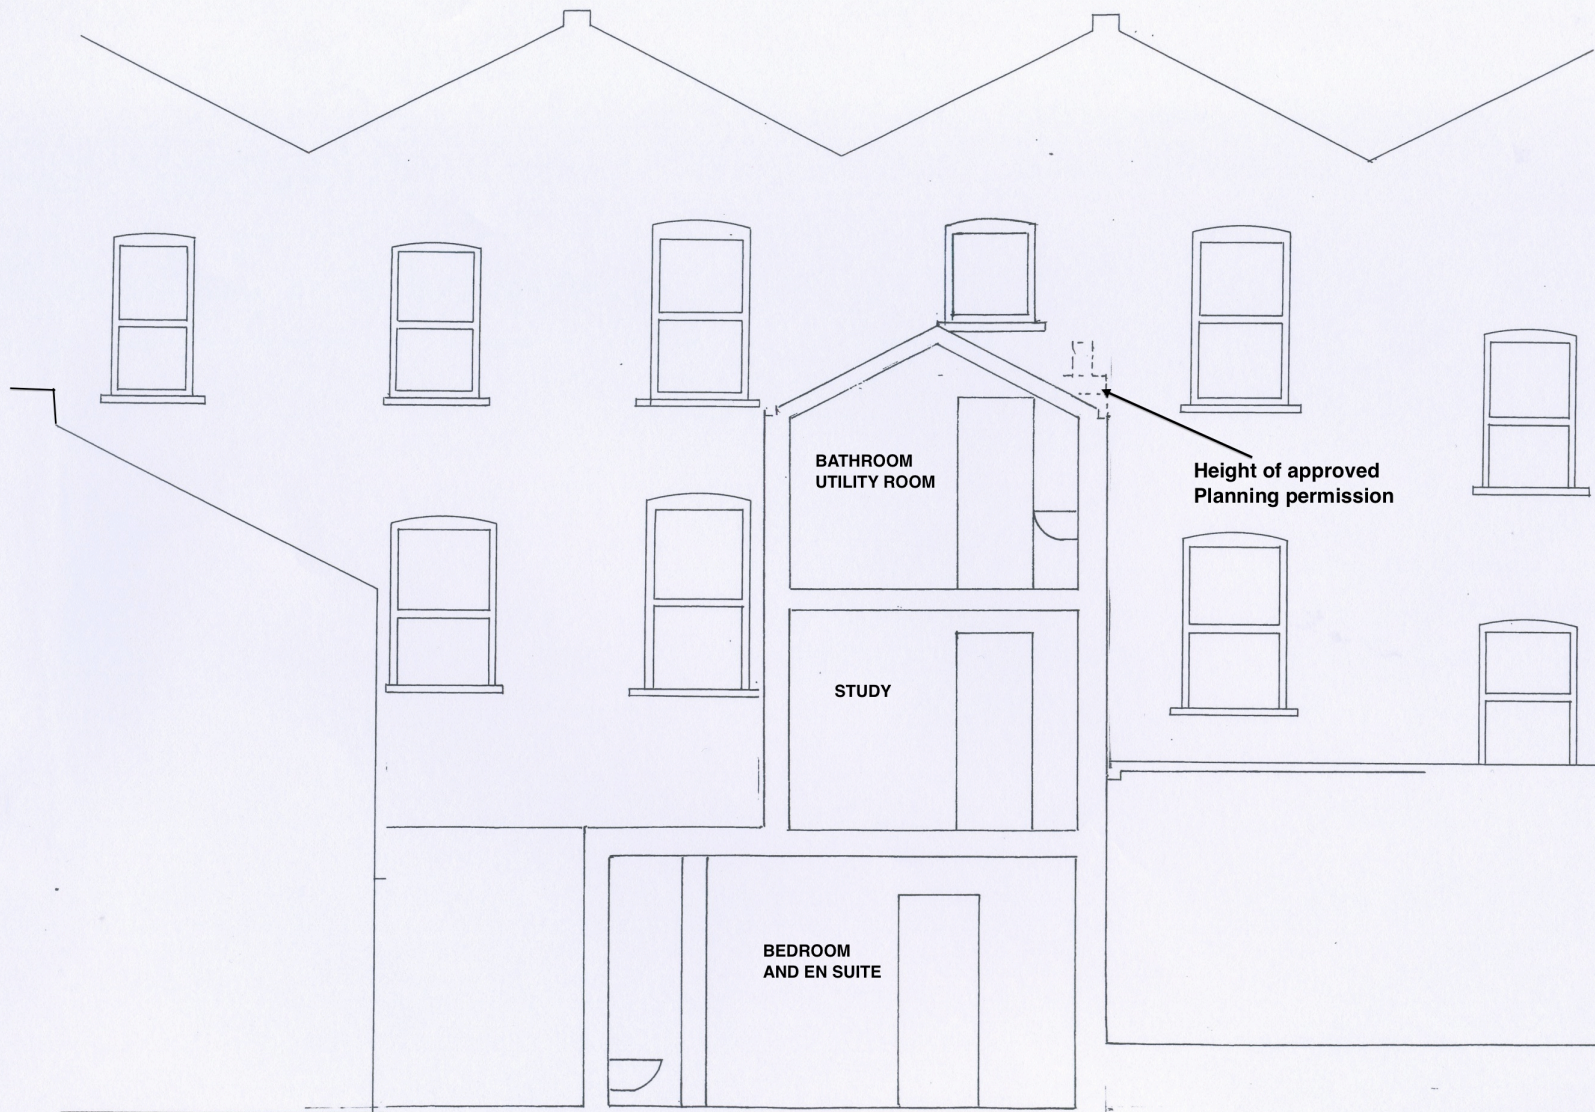 BATHROOM
UTILITY ROOM
Height of approved
Planning permission
STUDY
BEDROOM
AND EN SUITE